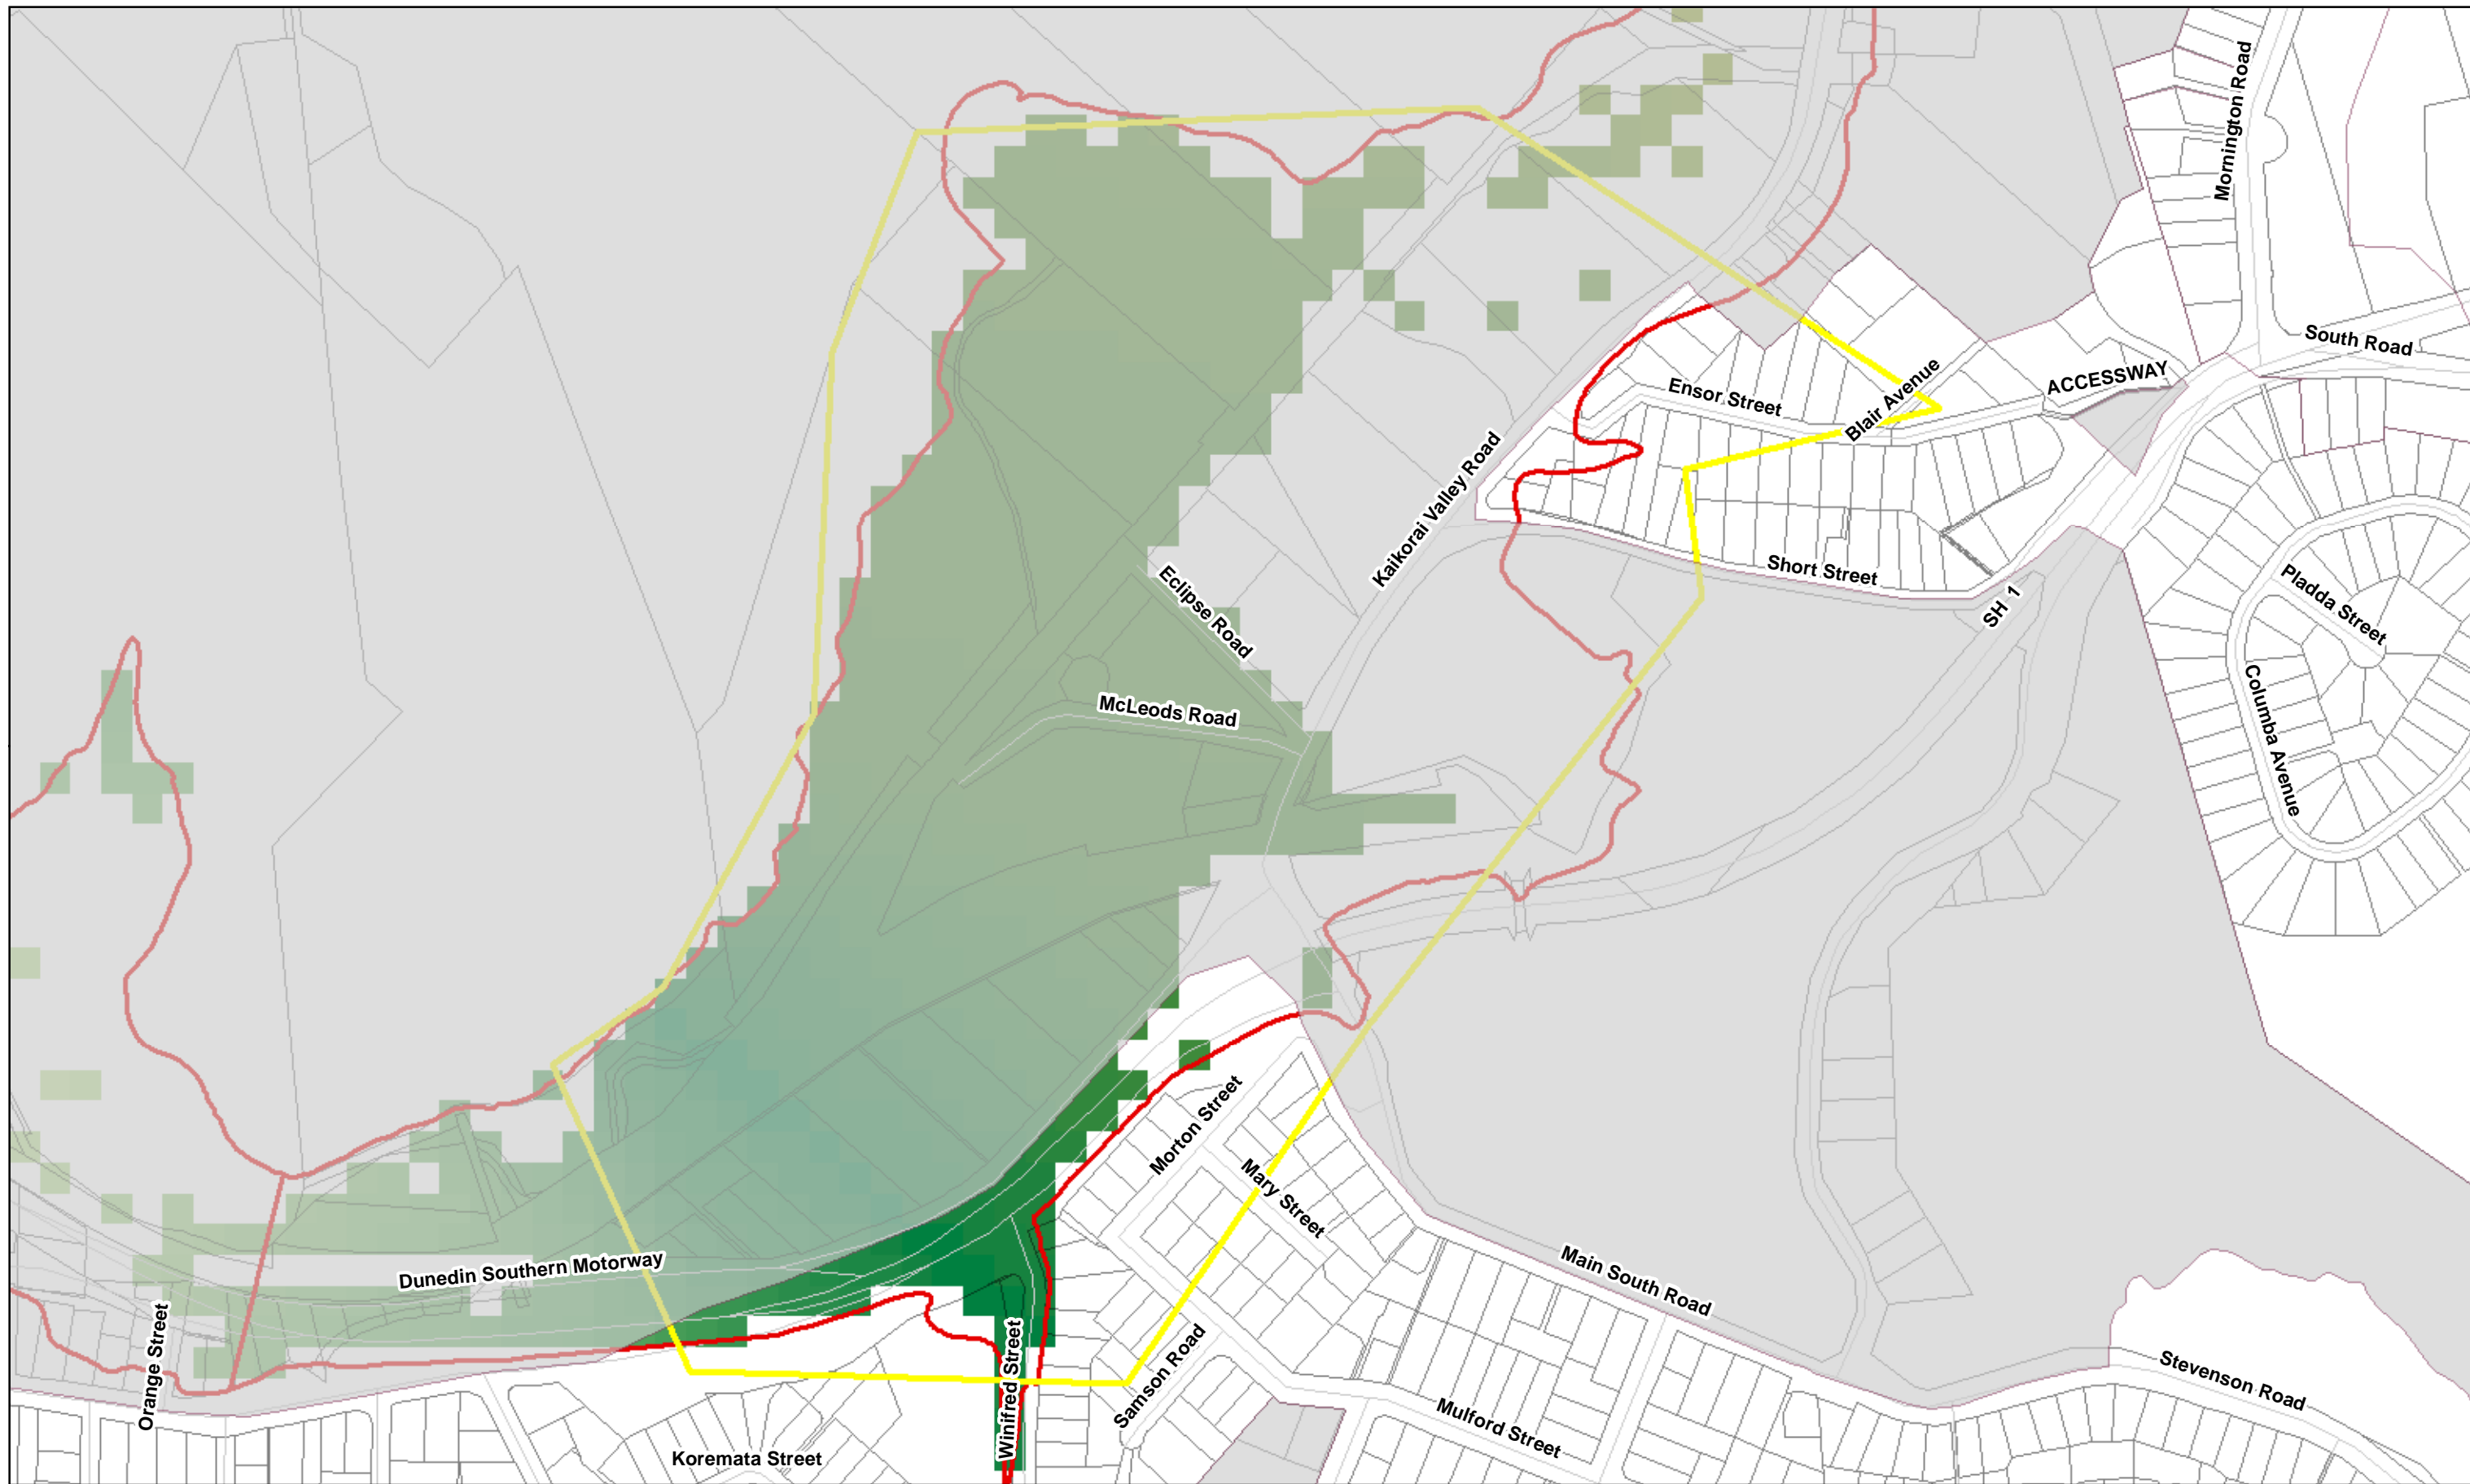 Mornington Road
South Road
ACCESSWAY
Ensor Street
Blair Avenue
Kaikorai Valley Road
Short Street
SH 1
Pladda Street
Columba Avenue
Eclipse Road
McLeods Road
Morton Street
Mary Street
Dunedin Southern Motorway
Main South Road
Orange Street
Winifred Street
Samson Road
Stevenson Road
Mulford Street
Koremata Street